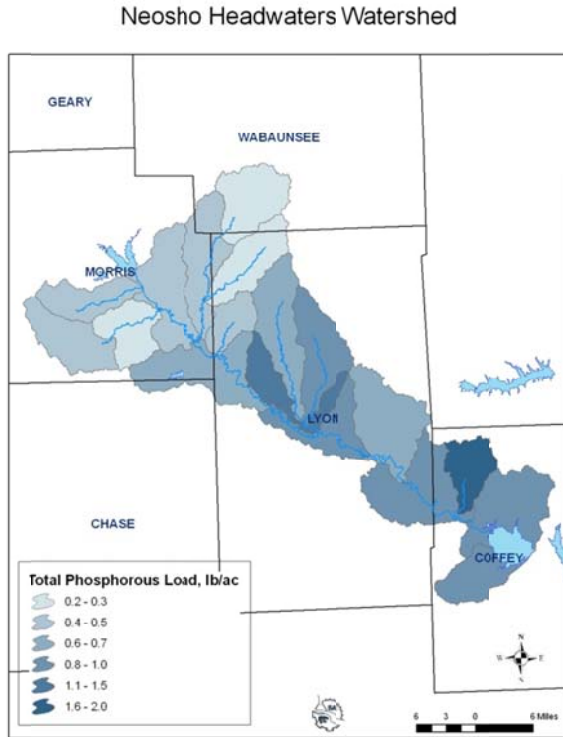 Neosho Headwaters Watershed
GEARY
WABAUNSEE
MORRIS
LYON
CHASE
COFFEY
Total Phosphorous Load, lb/ac
0.2 - 0.3
0.4 - 0.5
0.6 - 0.7
0.8 - 1.0
1.1 - 1.5
1.6 - 2.0
N
W E
S
6 3 0 6 Miles